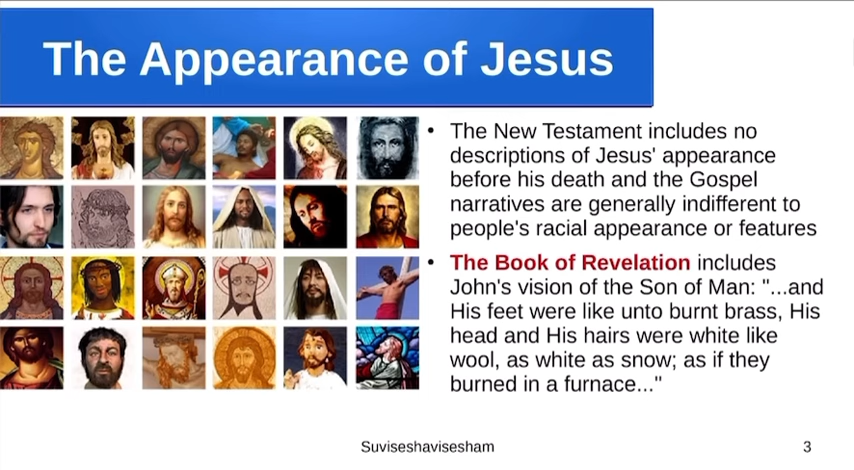 The Appearance of Jesus
• The New Testament includes no
descriptions of Jesus' appearance
before his death and the Gospel
narratives are generally indifferent to
people's racial appearance or features
• The Book of Revelation includes
John's vision of the Son of Man: "...and
His feet were like unto burnt brass, His
head and His hairs were white like
wool, as white as snow; as if they
burned in a furnace..."
Suviseshavisesham
3